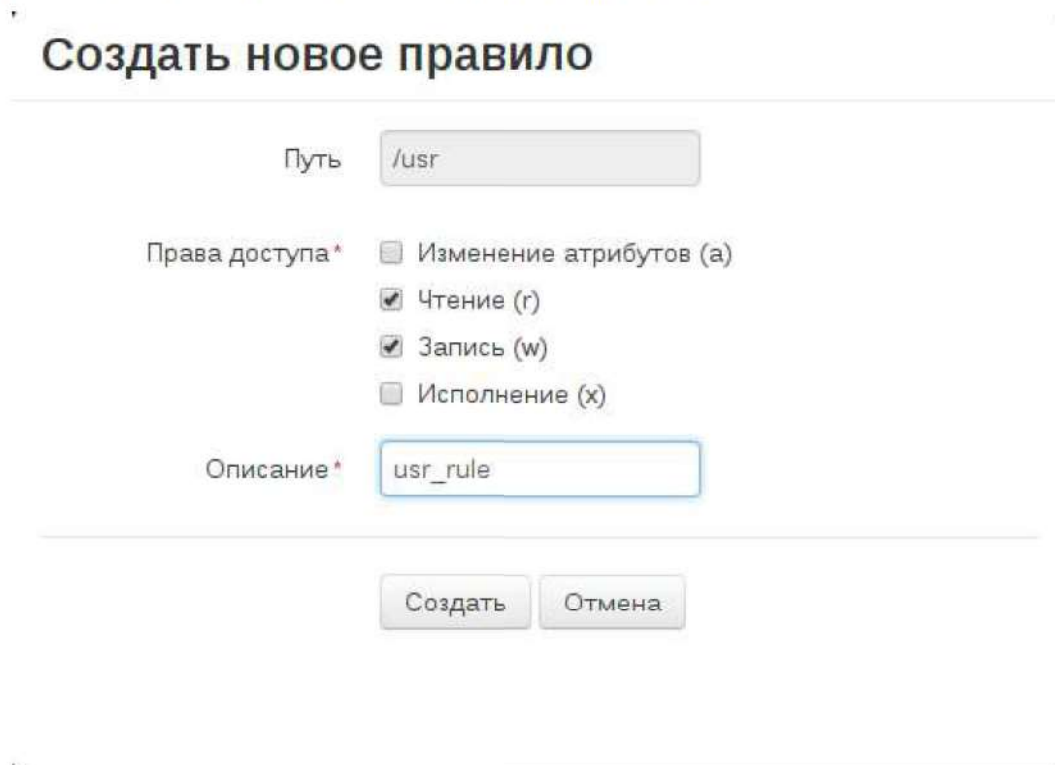 Создать новое правило
Путь /usr
Права доступа* Изменение атрибутов (a)
Чтение (r)
Запись (w)
Исполнение (x)
Описание* usr_rule
Создать Отмена